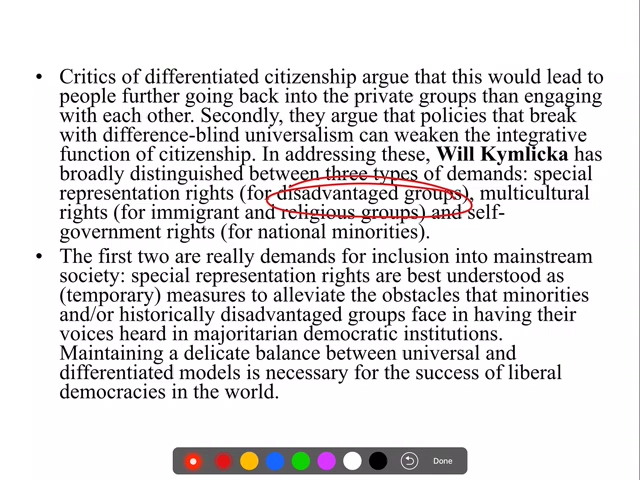 • Critics of differentiated citizenship argue that this would lead to
people further going back into the private groups than engaging
with each other. Secondly, they argue that policies that break
with difference-blind universalism can weaken the integrative
function of citizenship. In addressing these, Will Kymlicka has
broadly distinguished between three types of demands: special
representation rights (for disadvantaged groups), multicultural
rights (for immigrant and religious groups) and self-
government rights (for national minorities).
• The first two are really demands for inclusion into mainstream
society: special representation rights are best understood as
(temporary) measures to alleviate the obstacles that minorities
and/or historically disadvantaged groups face in having their
voices heard in majoritarian democratic institutions.
Maintaining a delicate balance between universal and
differentiated models is necessary for the success of liberal
democracies in the world.
Done